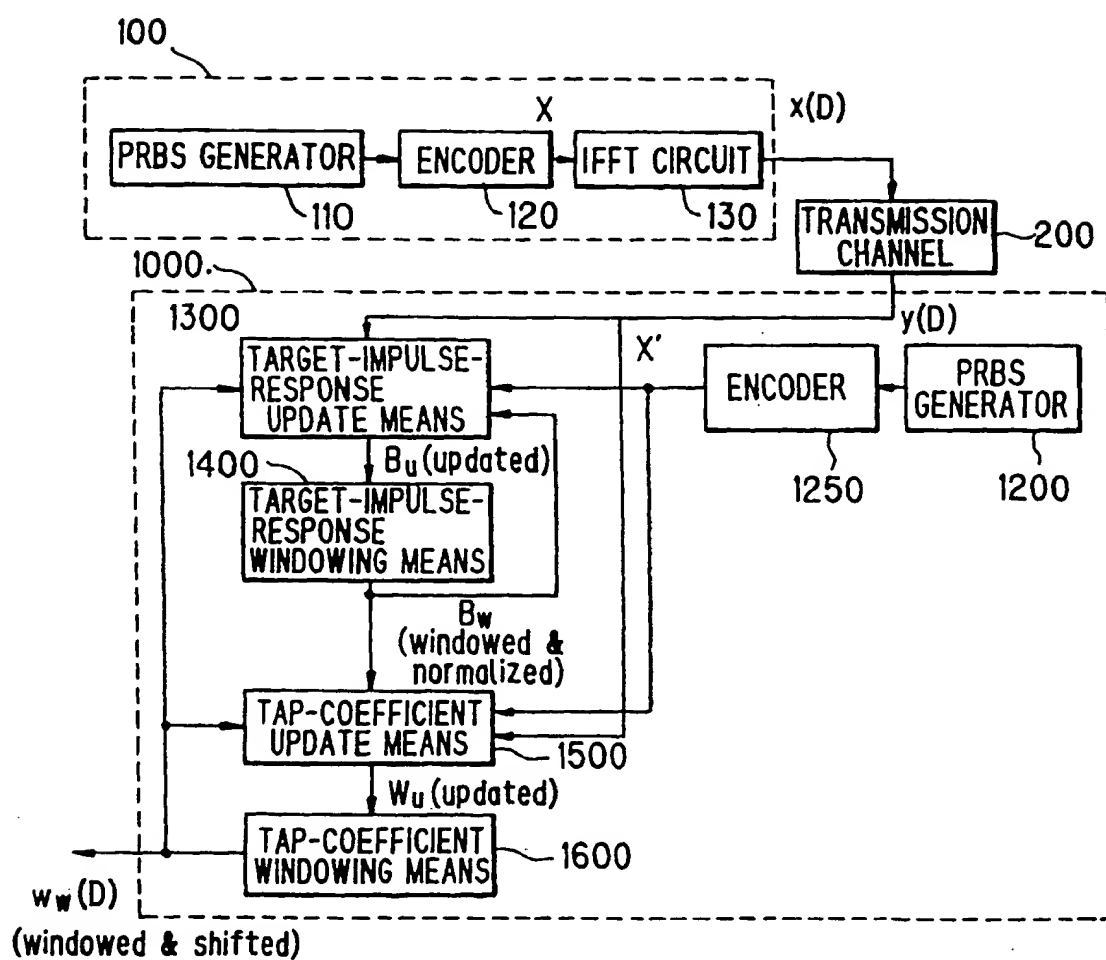 100
X
x(D)
PRBS GENERATOR
ENCODER
IFFT CIRCUIT
110
120
130
TRANSMISSION
CHANNEL
200
1000.
1300
y(D)
X'
TARGET-IMPULSE-
RESPONSE
UPDATE MEANS
ENCODER
PRBS
GENERATOR
1250
1200
Bu (updated)
1400
TARGET-IMPULSE-
RESPONSE
WINDOWING MEANS
Bw
(windowed &
normalized)
TAP-COEFFICIENT
UPDATE MEANS
1500
Wu (updated)
TAP-COEFFICIENT
WINDOWING MEANS
1600
ww(D)
(windowed & shifted)